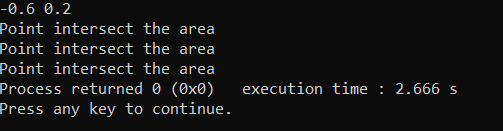 -0.6 0.2
Point intersect the area
Point intersect the area
Point intersect the area
Process returned 0 (0x0)   execution time : 2.666 s
Press any key to continue.